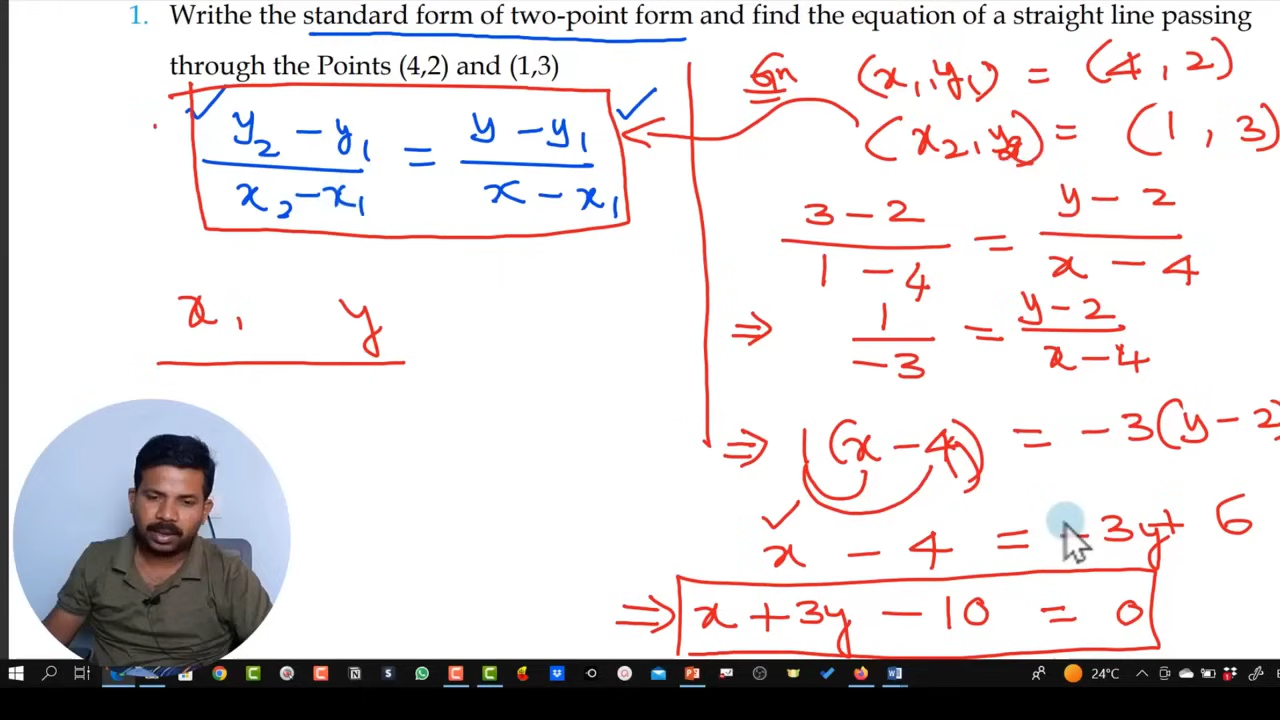 1. Writhe the standard form of two-point form and find the equation of a straight line passing
through the Points (4,2) and (1,3)
y₂ - y₁ / x₂ - x₁ = y - y₁ / x - x₁
x, y
Gn (x₁, y₁) = (4, 2)
(x₂, y₂) = (1, 3)
3 - 2 / 1 - 4 = y - 2 / x - 4
⇒ 1 / -3 = y - 2 / x - 4
⇒ 1(x - 4) = -3(y - 2
x - 4 = -3y + 6
⇒ x + 3y - 10 = 0
24°C